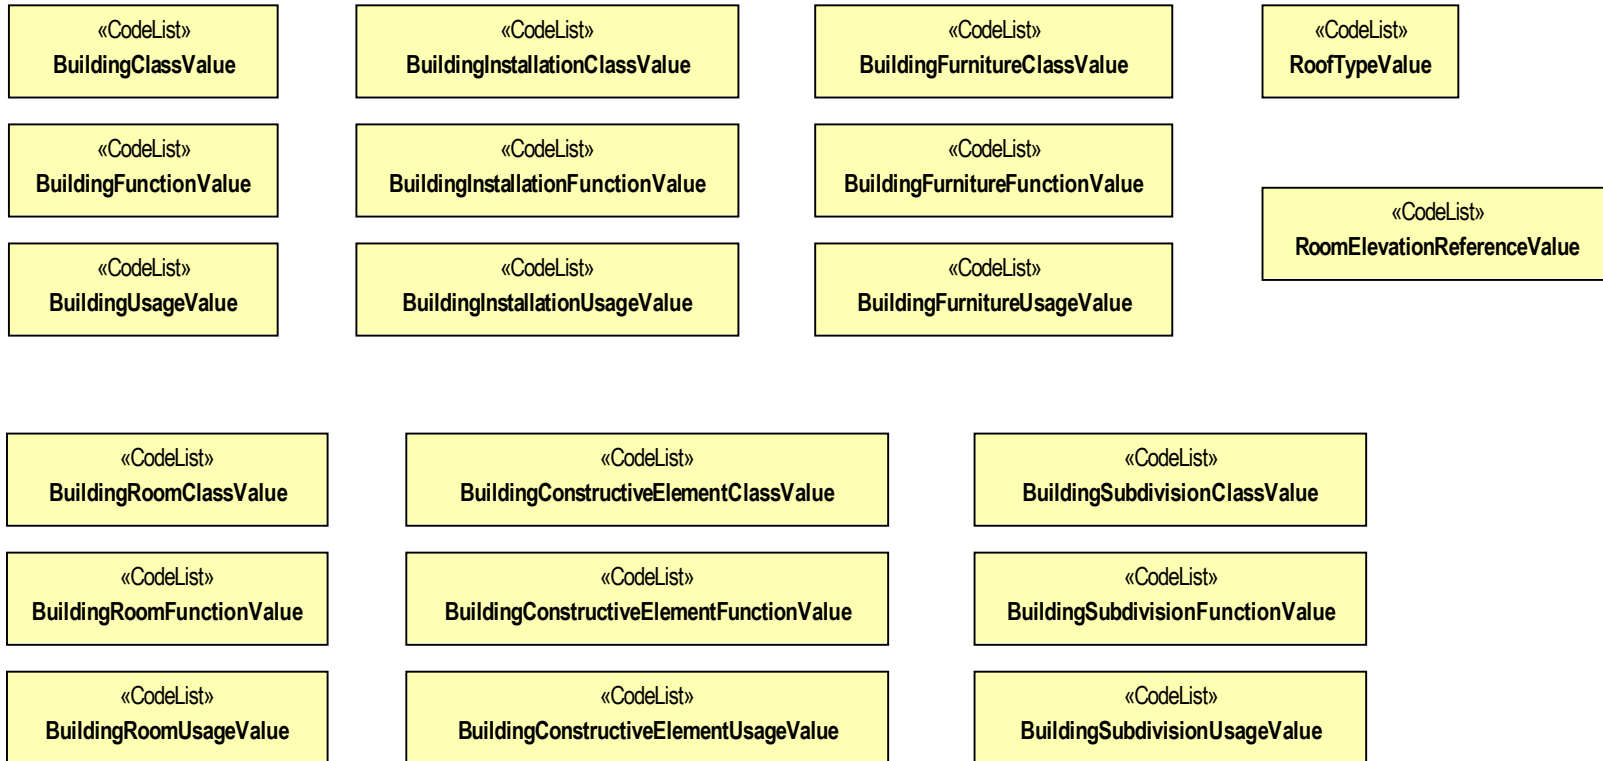 «CodeList»
BuildingClassValue
«CodeList»
BuildingInstallationClassValue
«CodeList»
BuildingFurnitureClassValue
«CodeList»
RoofTypeValue
«CodeList»
BuildingFunctionValue
«CodeList»
BuildingInstallationFunctionValue
«CodeList»
BuildingFurnitureFunctionValue
«CodeList»
RoomElevationReferenceValue
«CodeList»
BuildingUsageValue
«CodeList»
BuildingInstallationUsageValue
«CodeList»
BuildingFurnitureUsageValue
«CodeList»
BuildingRoomClassValue
«CodeList»
BuildingConstructiveElementClassValue
«CodeList»
BuildingSubdivisionClassValue
«CodeList»
BuildingRoomFunctionValue
«CodeList»
BuildingConstructiveElementFunctionValue
«CodeList»
BuildingSubdivisionFunctionValue
«CodeList»
BuildingRoomUsageValue
«CodeList»
BuildingConstructiveElementUsageValue
«CodeList»
BuildingSubdivisionUsageValue